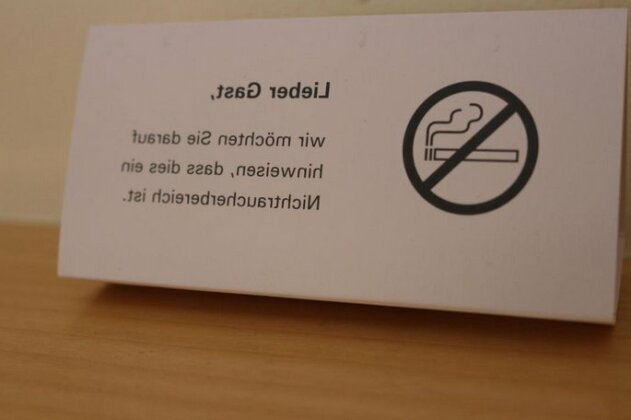 Lieber Gast,
wir möchten Sie darauf
hinweisen, dass dies ein
Nichtraucherbereich ist.